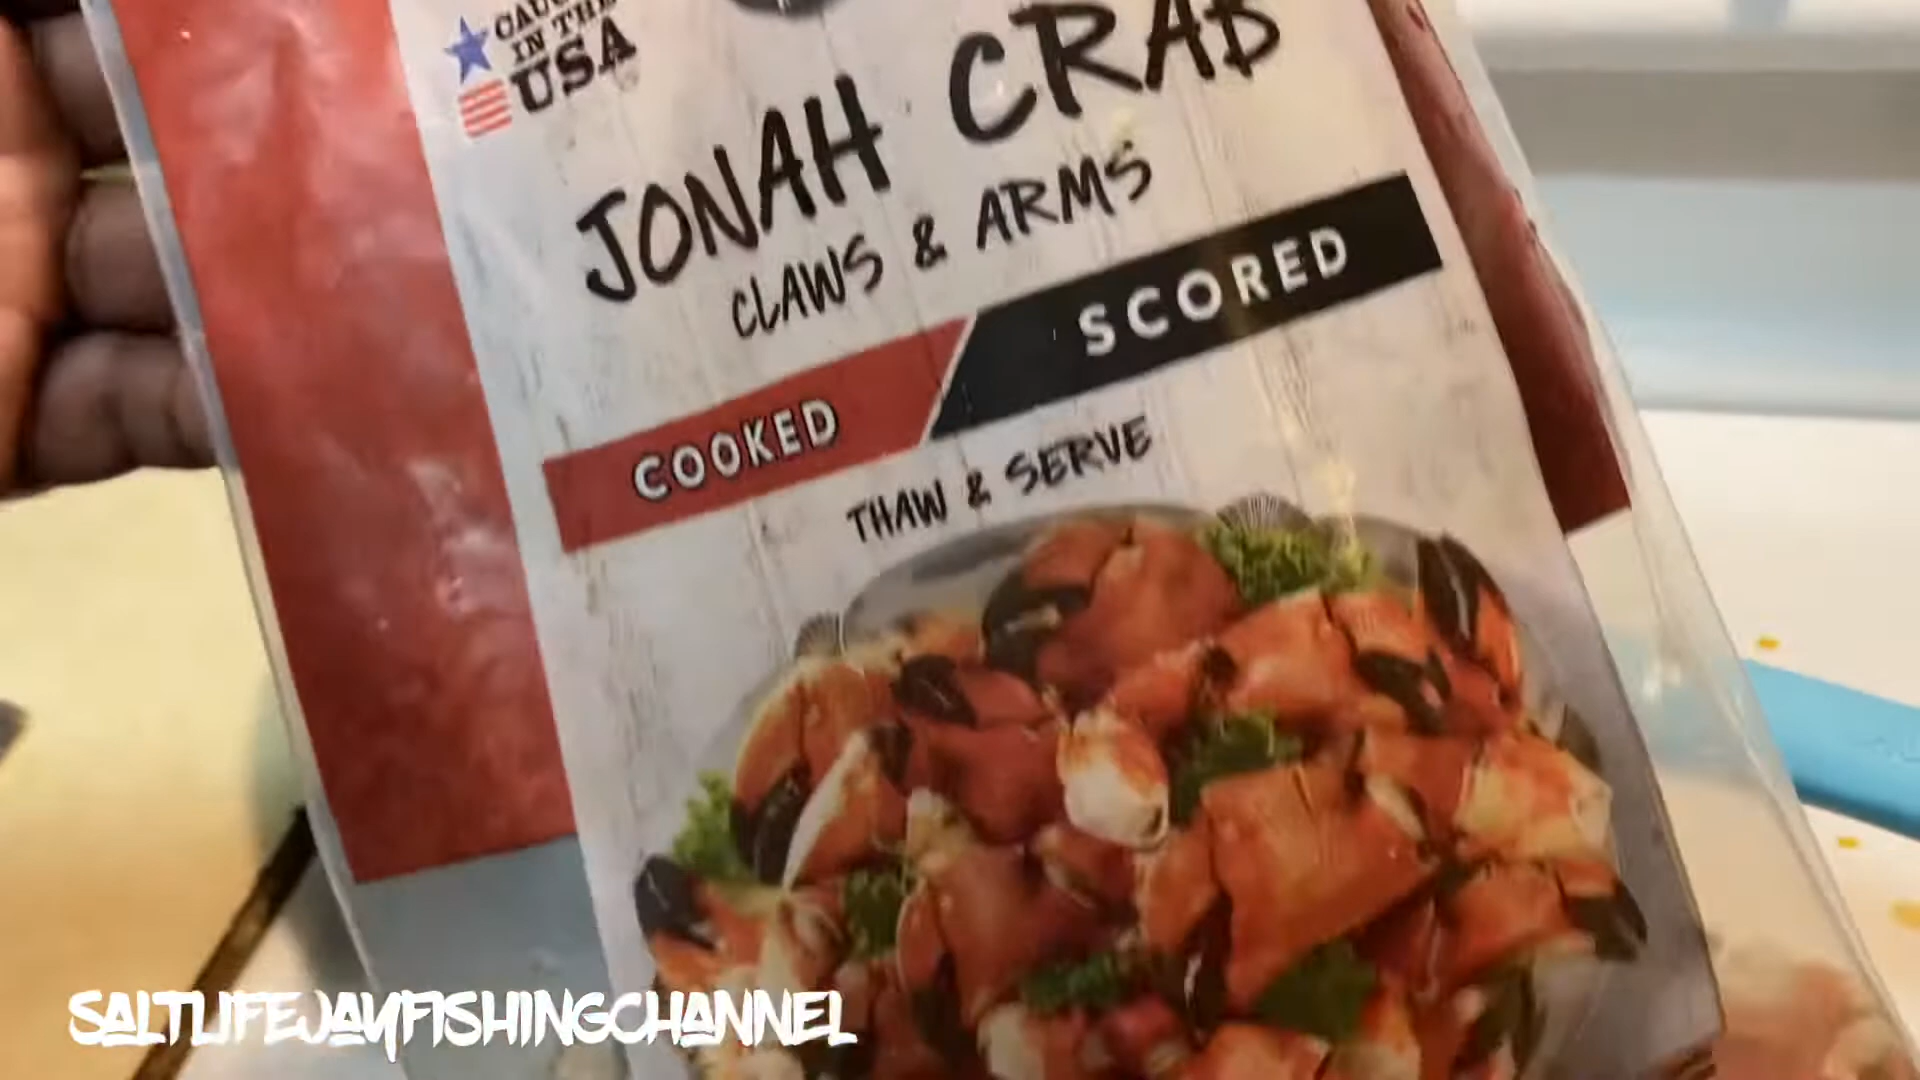 CAUGHT
IN THE
USA
JONAH CRAB
CLAWS & ARMS
COOKED
SCORED
THAW & SERVE
SALTLIFEJAYFISHINGCHANNEL